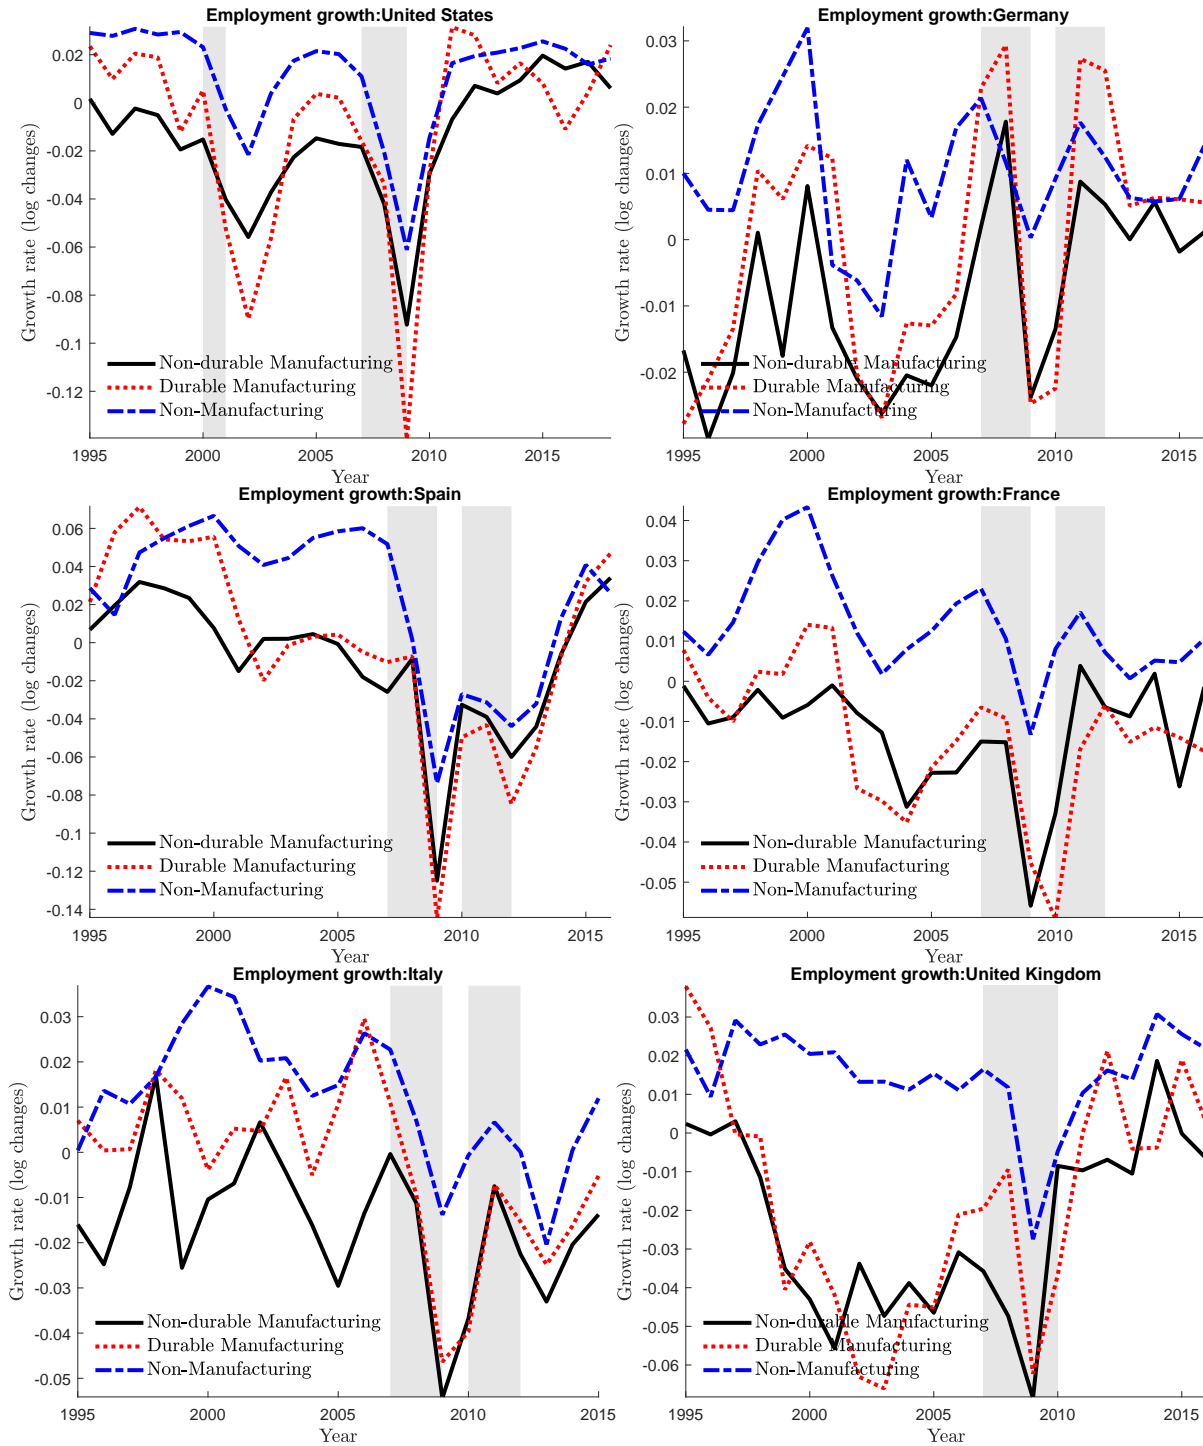 Employment growth:United States
Growth rate (log changes)
0.02
0
-0.02
-0.04
-0.06
-0.08
-0.1
-0.12
Non-durable Manufacturing
Durable Manufacturing
Non-Manufacturing
1995 2000 2005 2010 2015
Year
Employment growth:Germany
Growth rate (log changes)
0.03
0.02
0.01
0
-0.01
-0.02
Non-durable Manufacturing
Durable Manufacturing
Non-Manufacturing
1995 2000 2005 2010 2015
Year
Employment growth:Spain
Growth rate (log changes)
0.06
0.04
0.02
0
-0.02
-0.04
-0.06
-0.08
-0.1
-0.12
-0.14
Non-durable Manufacturing
Durable Manufacturing
Non-Manufacturing
1995 2000 2005 2010 2015
Year
Employment growth:France
Growth rate (log changes)
0.04
0.03
0.02
0.01
0
-0.01
-0.02
-0.03
-0.04
-0.05
Non-durable Manufacturing
Durable Manufacturing
Non-Manufacturing
1995 2000 2005 2010 2015
Year
Employment growth:Italy
Growth rate (log changes)
0.03
0.02
0.01
0
-0.01
-0.02
-0.03
-0.04
-0.05
Non-durable Manufacturing
Durable Manufacturing
Non-Manufacturing
1995 2000 2005 2010 2015
Year
Employment growth:United Kingdom
Growth rate (log changes)
0.03
0.02
0.01
0
-0.01
-0.02
-0.03
-0.04
-0.05
-0.06
Non-durable Manufacturing
Durable Manufacturing
Non-Manufacturing
1995 2000 2005 2010 2015
Year